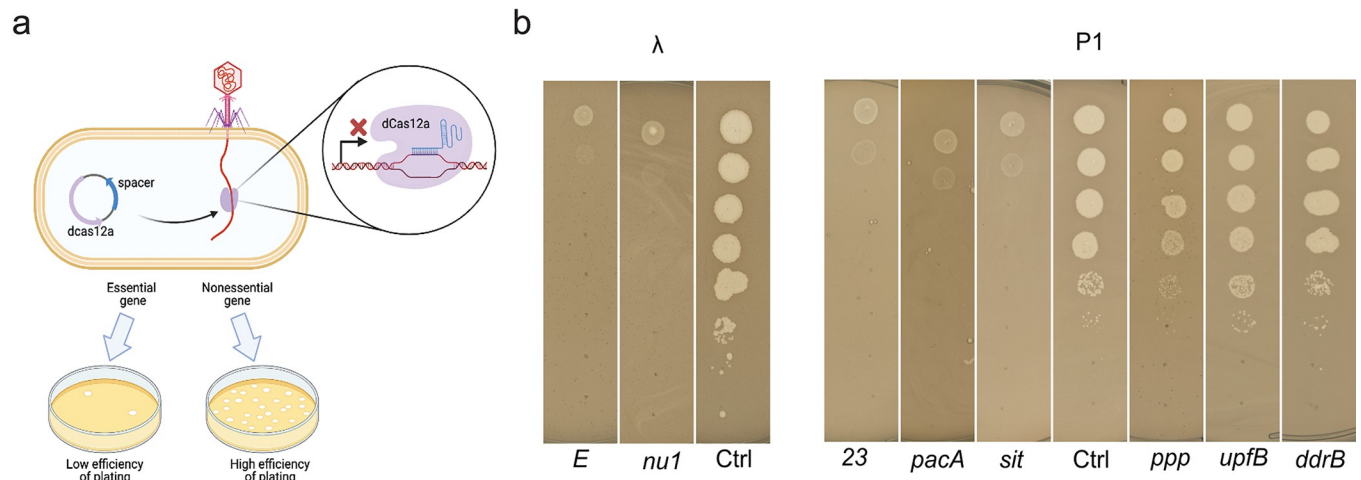 a
dCas12a
spacer
dcas12a
Essential
gene
Nonessential
gene
Low efficiency
of plating
High efficiency
of plating
b
λ
P1
E nu1 Ctrl
23 pacA sit Ctrl ppp upfB ddrB